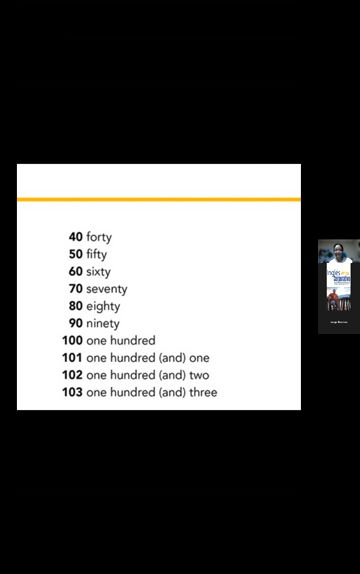 40 forty
50 fifty
60 sixty
70 seventy
80 eighty
90 ninety
100 one hundred
101 one hundred (and) one
102 one hundred (and) two
103 one hundred (and) three